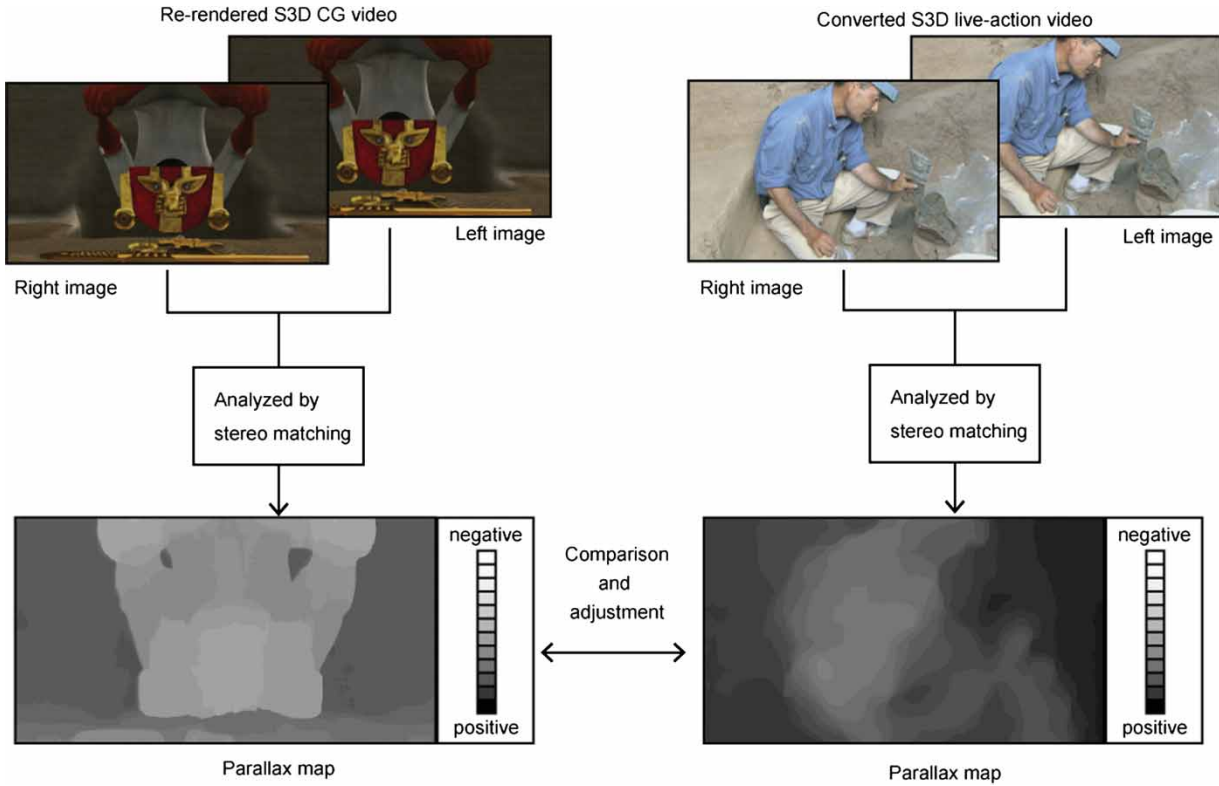 Re-rendered S3D CG video
Converted S3D live-action video
Left image
Right image
Left image
Right image
Analyzed by
stereo matching
Analyzed by
stereo matching
negative
positive
Comparison
and
adjustment
negative
positive
Parallax map
Parallax map